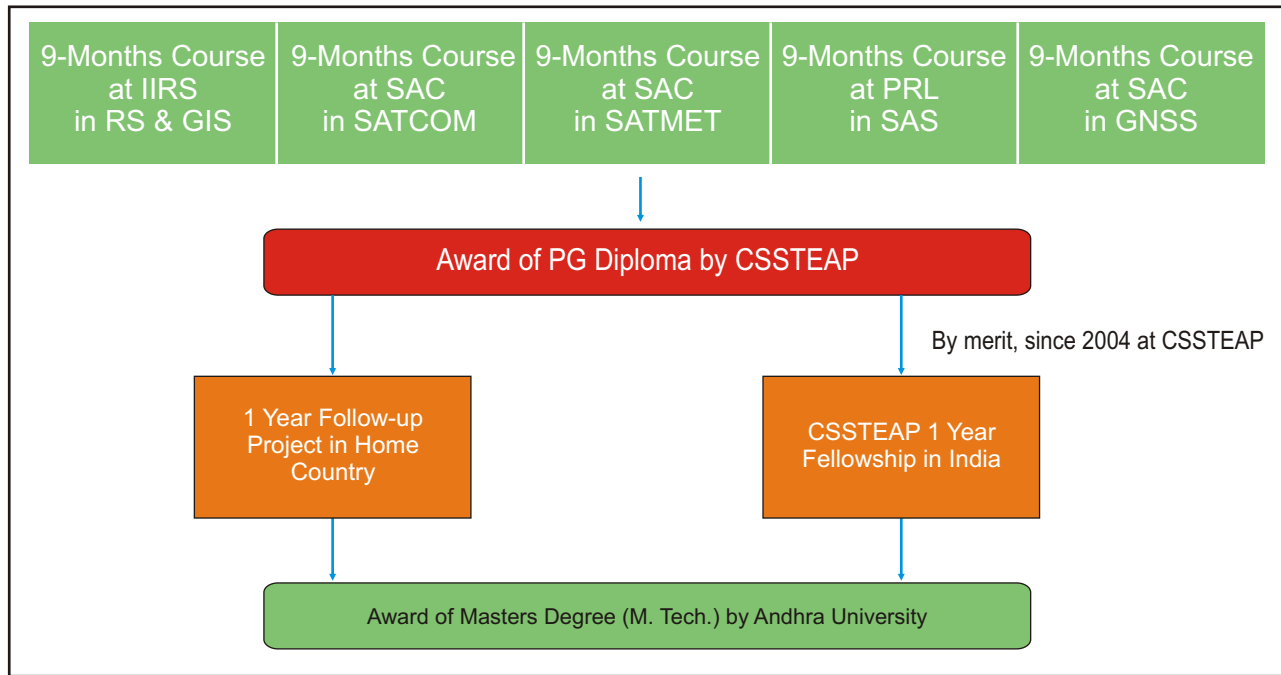 9-Months Course
at IIRS
in RS & GIS
9-Months Course
at SAC
in SATCOM
9-Months Course
at SAC
in SATMET
9-Months Course
at PRL
in SAS
9-Months Course
at SAC
in GNSS
Award of PG Diploma by CSSTEAP
By merit, since 2004 at CSSTEAP
1 Year Follow-up
Project in Home
Country
CSSTEAP 1 Year
Fellowship in India
Award of Masters Degree (M. Tech.) by Andhra University